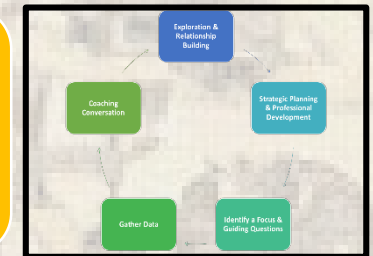 Exploration &
Relationship
Building
Strategic Planning
& Professional
Development
Identify a Focus &
Guiding Questions
Gather Data
Coaching
Conversation